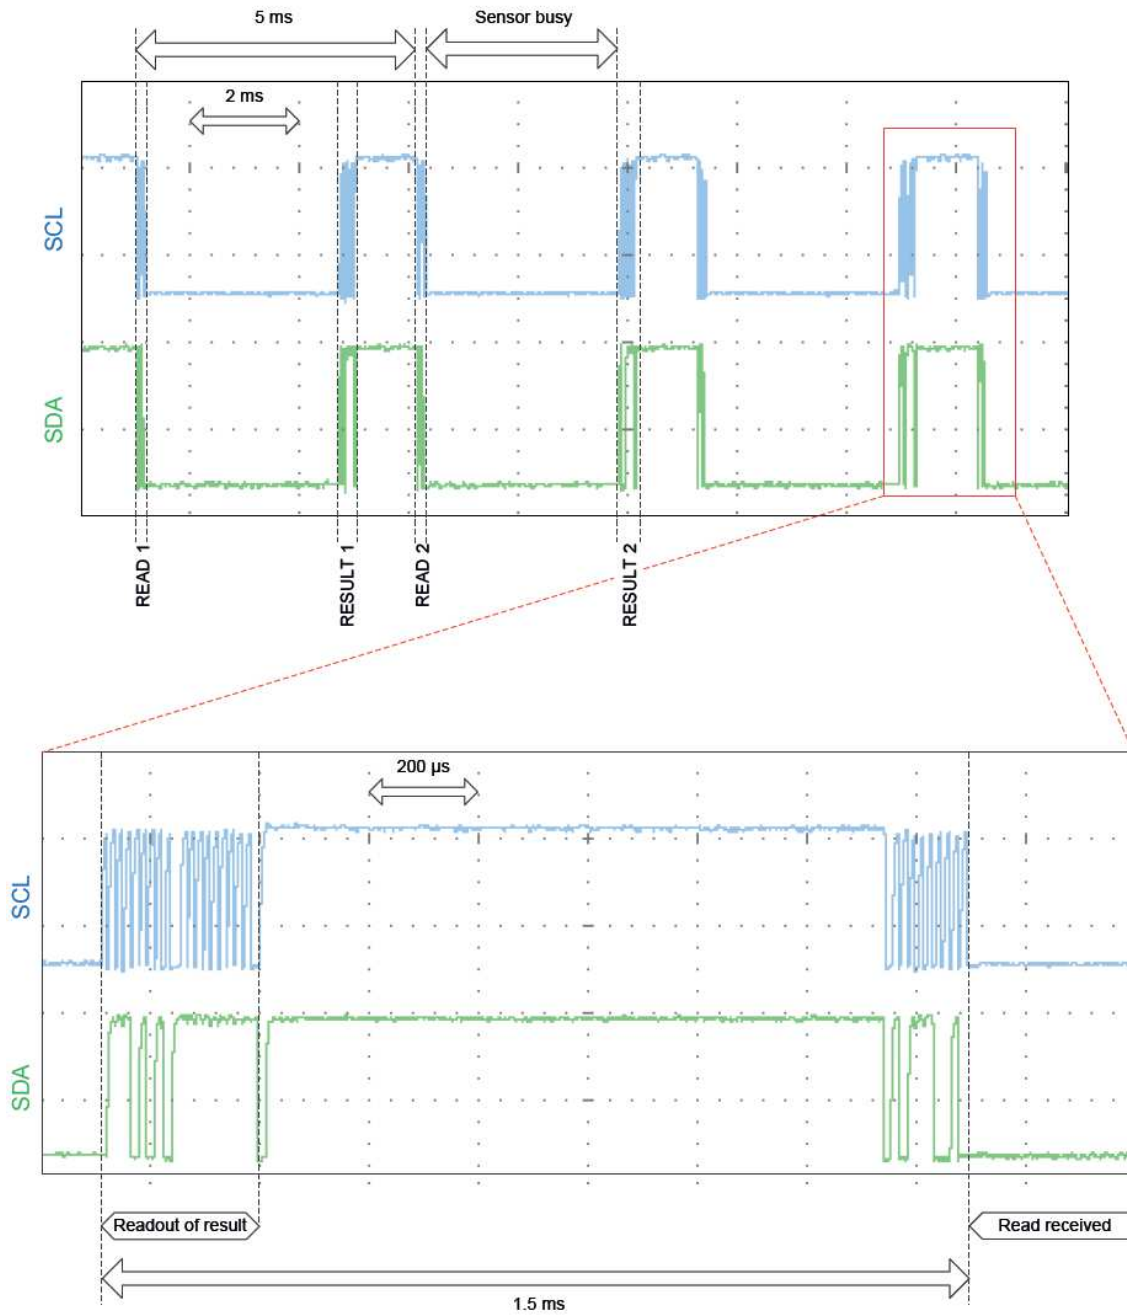 5 ms
Sensor busy
2 ms
SCL
SDA
READ 1
RESULT 1
READ 2
RESULT 2
200 µs
SCL
SDA
Readout of result
Read received
1.5 ms